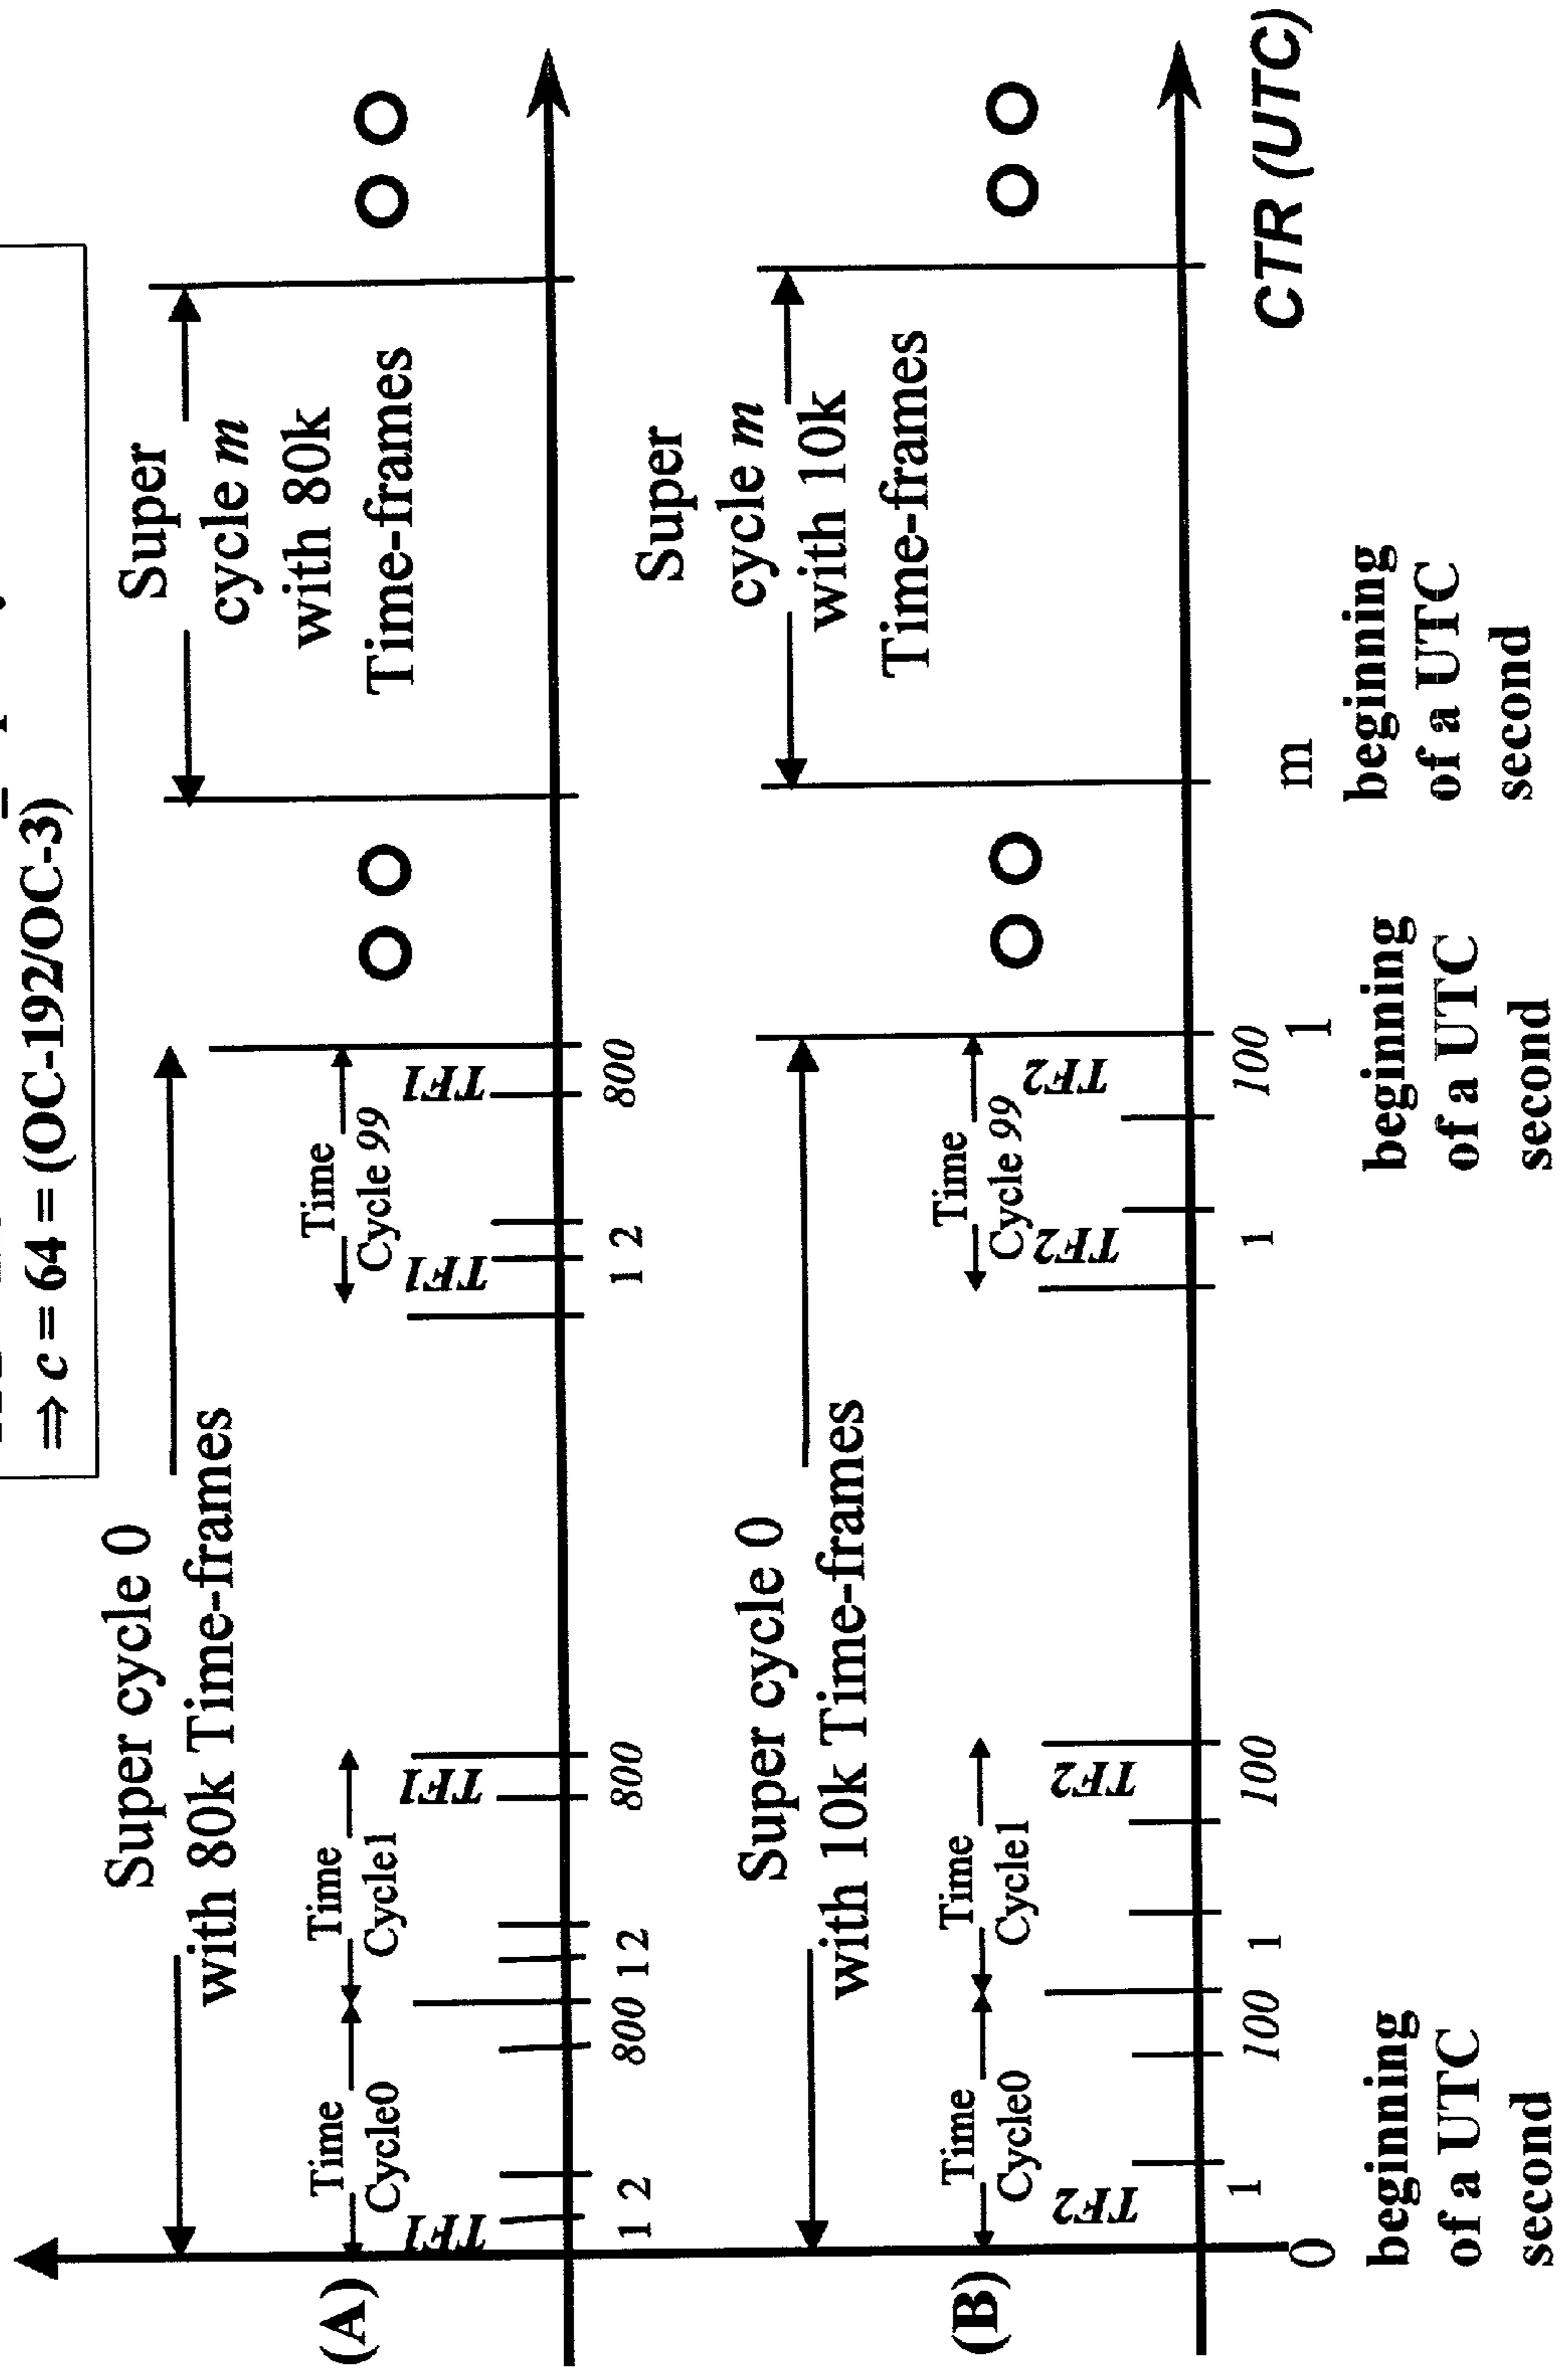 ⇒ c = 64 = (OC-192/OC-3)
Super cycle 0
with 80k Time-frames
Super
cycle m
with 80k
Time-frames
(A)
Time
Cycle0
Time
Cycle1
Time
Cycle 99
TF1
TF1
TF1
TF1
1 2
800
1 2
800
1 2
800
Super cycle 0
with 10k Time-frames
Super
cycle m
with 10k
Time-frames
(B)
Time
Cycle0
Time
Cycle1
Time
Cycle 99
TF2
TF2
TF2
TF2
1
100
1
100
1
100
0
beginning
of a UTC
second
1
beginning
of a UTC
second
m
beginning
of a UTC
second
CTR (UTC)